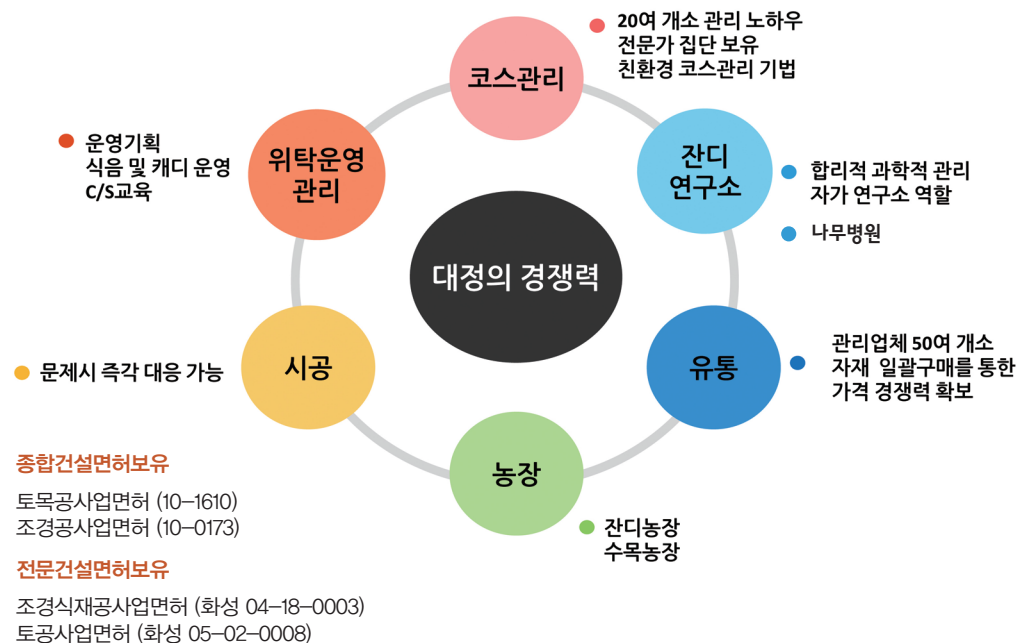 20여 개소 관리 노하우
전문가 집단 보유
친환경 코스관리 기법
코스관리
운영기획
식음 및 캐디 운영
C/S교육
위탁운영
관리
잔디
연구소
합리적 과학적 관리
자가 연구소 역할
나무병원
대정의 경쟁력
시공
문제시 즉각 대응 가능
유통
관리업체 50여 개소
자재 일괄구매를 통한
가격 경쟁력 확보
농장
잔디농장
수목농장
종합건설면허보유
토목공사업면허 (10-1610)
조경공사업면허 (10-0173)
전문건설면허보유
조경식재공사업면허 (화성 04-18-0003)
토공사업면허 (화성 05-02-0008)